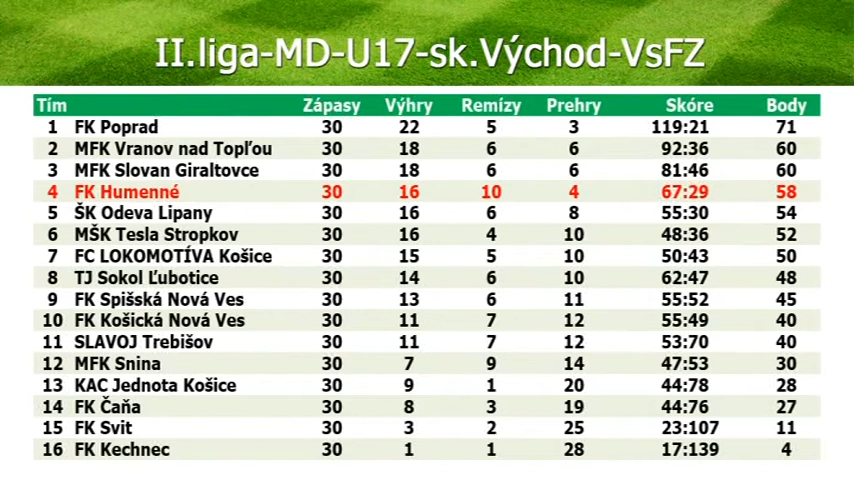 II.liga-MD-U17-sk.Východ-VsFZ
Tím Zápasy Výhry Remízy Prehry Skóre Body
1 FK Poprad 30 22 5 3 119:21 71
2 MFK Vranov nad Topľou 30 18 6 6 92:36 60
3 MFK Slovan Giraltovce 30 18 6 6 81:46 60
4 FK Humenné 30 16 10 4 67:29 58
5 ŠK Odeva Lipany 30 16 6 8 55:30 54
6 MŠK Tesla Stropkov 30 16 4 10 48:36 52
7 FC LOKOMOTÍVA Košice 30 15 5 10 50:43 50
8 TJ Sokol Ľubotice 30 14 6 10 62:47 48
9 FK Spišská Nová Ves 30 13 6 11 55:52 45
10 FK Košická Nová Ves 30 11 7 12 55:49 40
11 SLAVOJ Trebišov 30 11 7 12 53:70 40
12 MFK Snina 30 7 9 14 47:53 30
13 KAC Jednota Košice 30 9 1 20 44:78 28
14 FK Čaňa 30 8 3 19 44:76 27
15 FK Svit 30 3 2 25 23:107 11
16 FK Kechnec 30 1 1 28 17:139 4